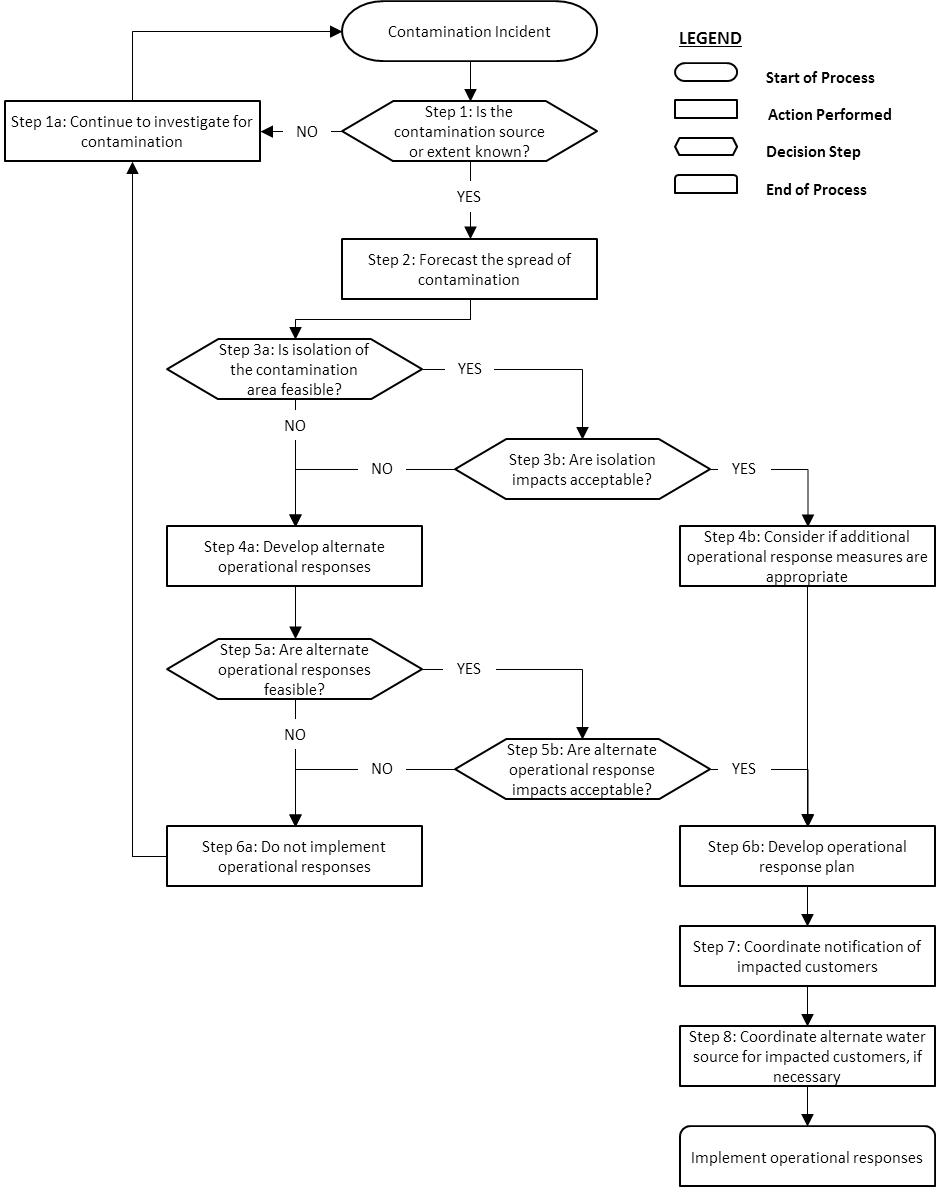 Contamination Incident
LEGEND
Start of Process
Action Performed
Decision Step
End of Process
Step 1: Is the
contamination source
or extent known?
NO
Step 1a: Continue to investigate for
contamination
YES
Step 2: Forecast the spread of
contamination
Step 3a: Is isolation of
the contamination
area feasible?
YES
NO
Step 3b: Are isolation
impacts acceptable?
NO
YES
Step 4a: Develop alternate
operational responses
Step 4b: Consider if additional
operational response measures are
appropriate
Step 5a: Are alternate
operational responses
feasible?
YES
NO
Step 5b: Are alternate
operational response
impacts acceptable?
NO
YES
Step 6a: Do not implement
operational responses
Step 6b: Develop operational
response plan
Step 7: Coordinate notification of
impacted customers
Step 8: Coordinate alternate water
source for impacted customers, if
necessary
Implement operational responses